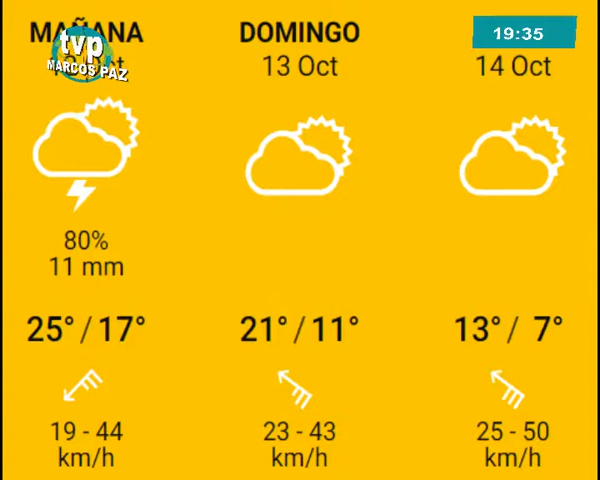 MAÑANA
DOMINGO
19:35
tvp
MARCOS PAZ
13 Oct
14 Oct
80%
11 mm
25° / 17°
21° / 11°
13° / 7°
19 - 44
km/h
23 - 43
km/h
25 - 50
km/h